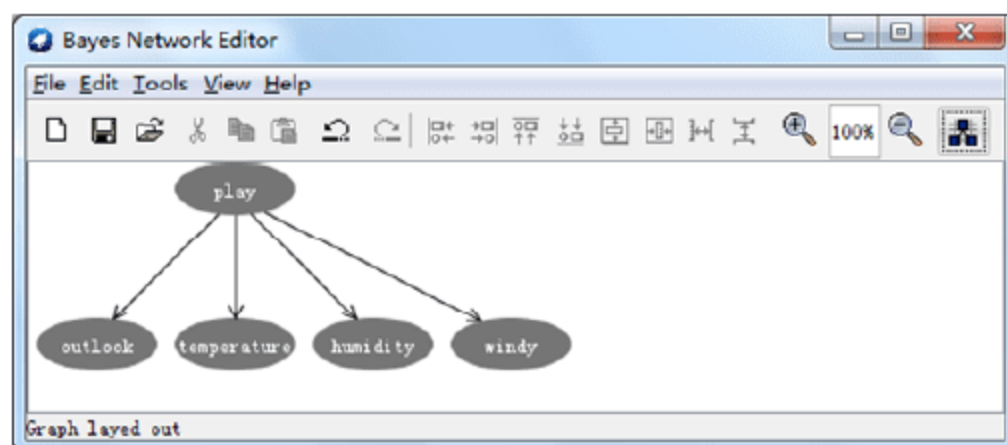 Bayes Network Editor
File Edit Tools View Help
100%
play
outlook temperature humidity windy
Graph layed out